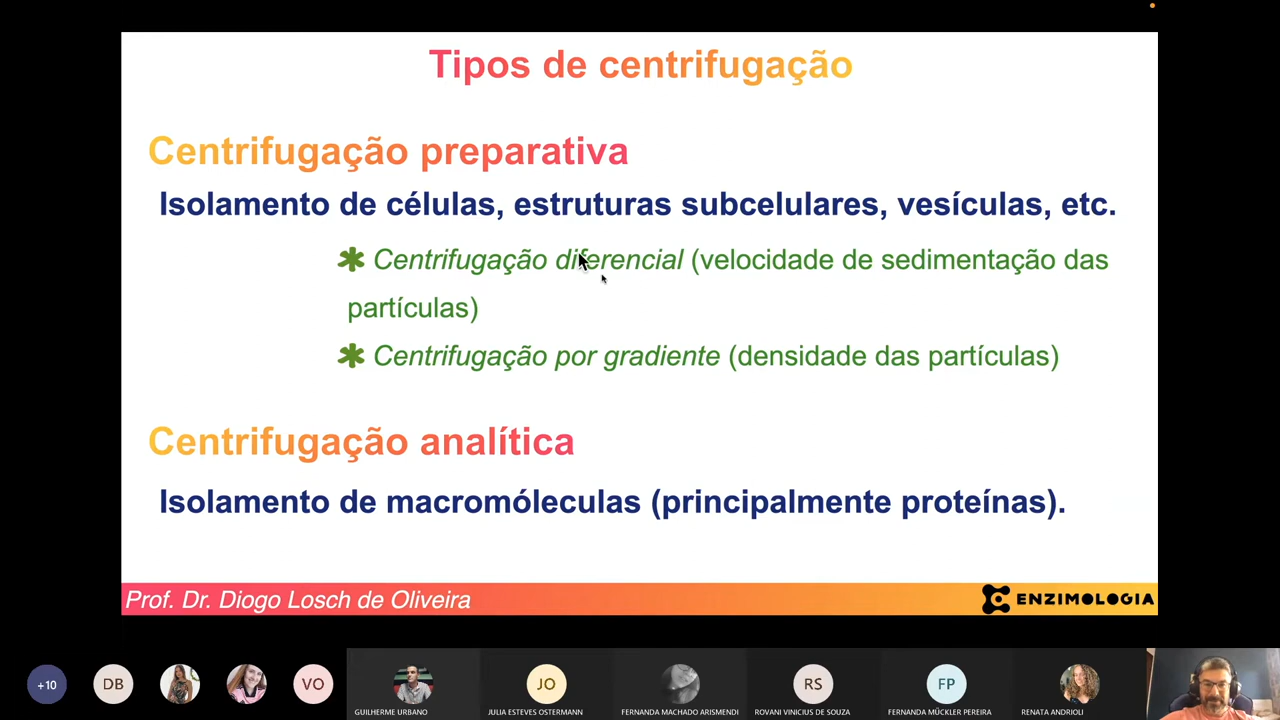 Tipos de centrifugação
Centrifugação preparativa
Isolamento de células, estruturas subcelulares, vesículas, etc.
✱ Centrifugação diferencial (velocidade de sedimentação das
partículas)
✱ Centrifugação por gradiente (densidade das partículas)
Centrifugação analítica
Isolamento de macromóleculas (principalmente proteínas).
Prof. Dr. Diogo Losch de Oliveira
ENZIMOLOGIA
+10
DB
VO
JO
RS
FP
GUILHERME URBANO
JULIA ESTEVES OSTERMANN
FERNANDA MACHADO ARISMENDI
ROVANI VINICIUS DE SOUZA
FERNANDA MÜCKLER PEREIRA
RENATA ANDRIOLI